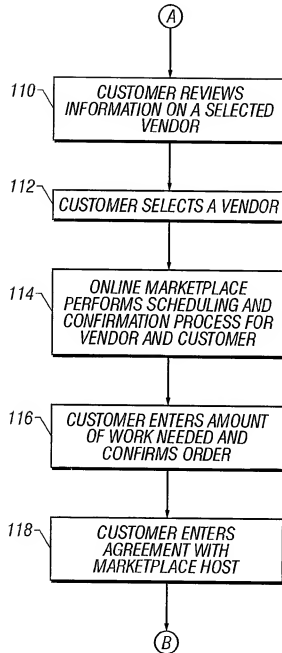 A
110
CUSTOMER REVIEWS
INFORMATION ON A SELECTED
VENDOR
112
CUSTOMER SELECTS A VENDOR
114
ONLINE MARKETPLACE
PERFORMS SCHEDULING AND
CONFIRMATION PROCESS FOR
VENDOR AND CUSTOMER
116
CUSTOMER ENTERS AMOUNT
OF WORK NEEDED AND
CONFIRMS ORDER
118
CUSTOMER ENTERS
AGREEMENT WITH
MARKETPLACE HOST
B